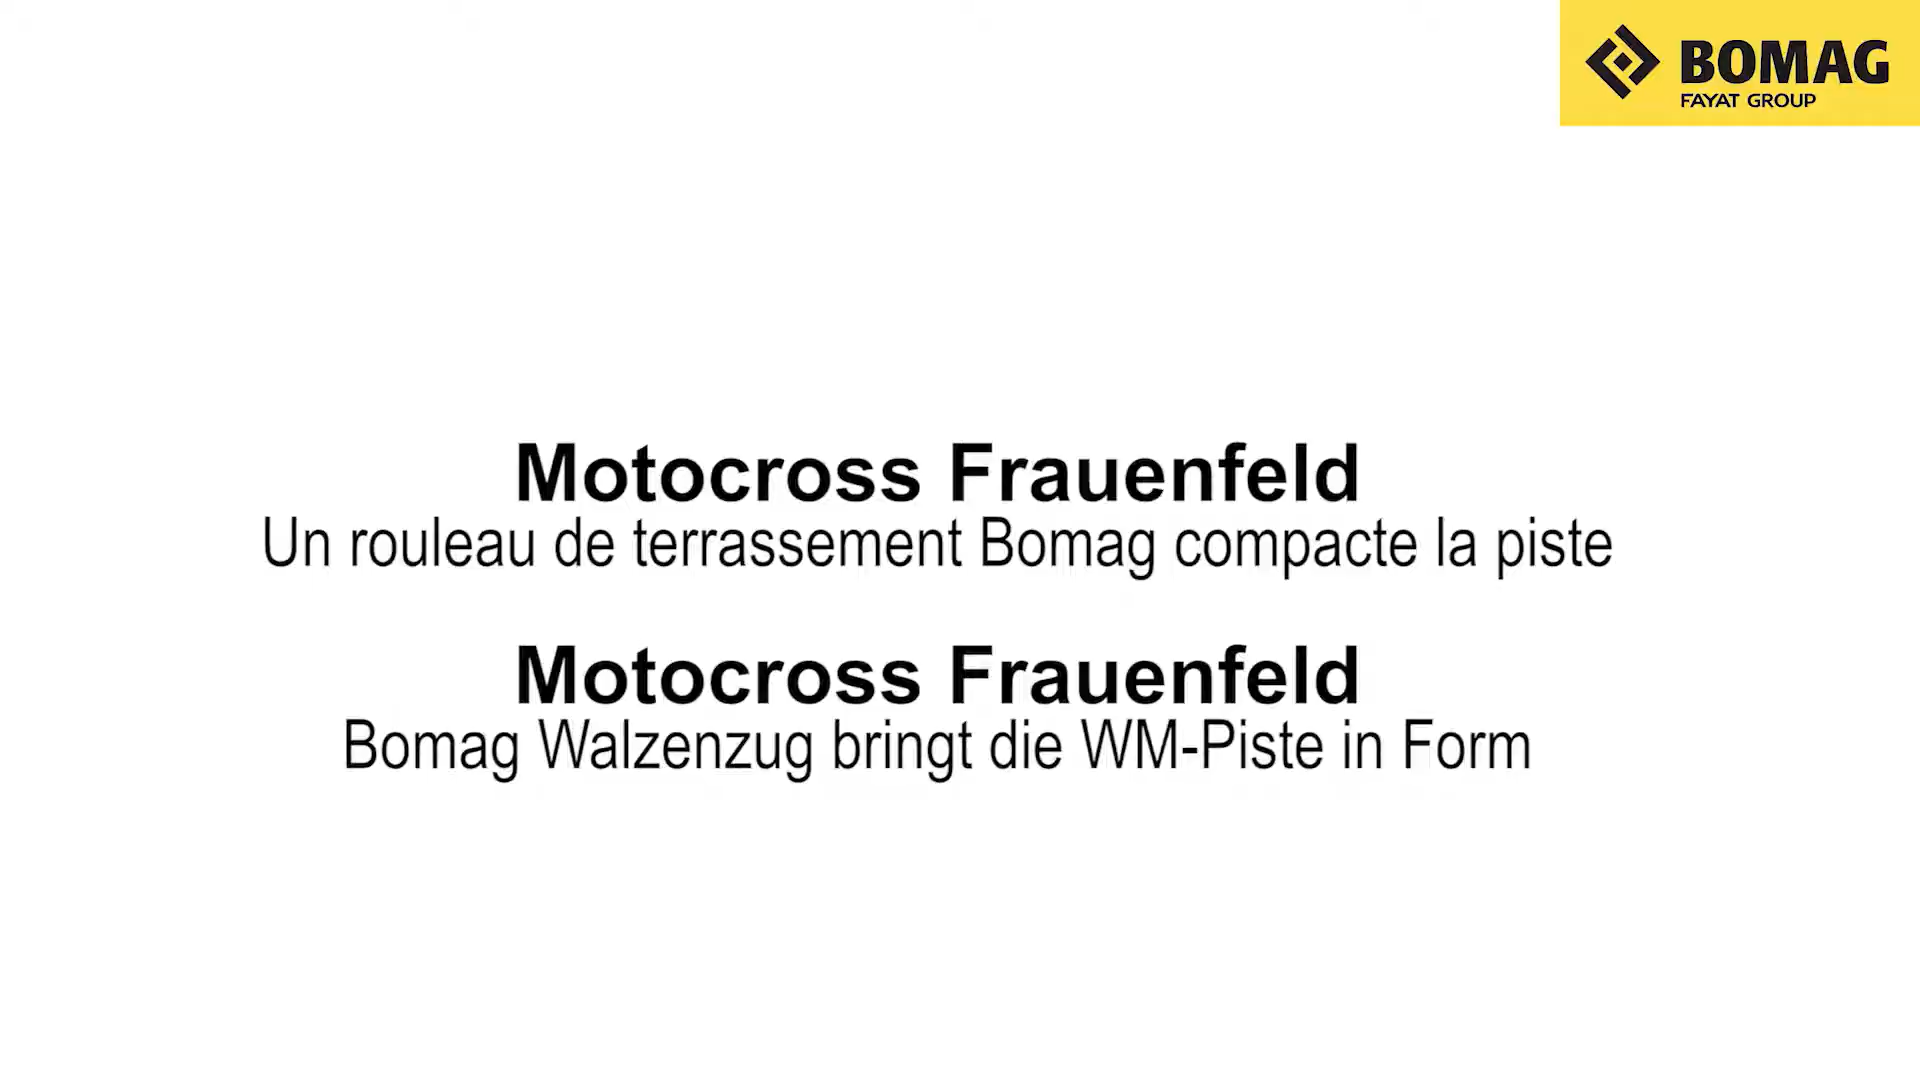 BOMAG
FAYAT GROUP
Motocross Frauenfeld
Un rouleau de terrassement Bomag compacte la piste
Motocross Frauenfeld
Bomag Walzenzug bringt die WM-Piste in Form